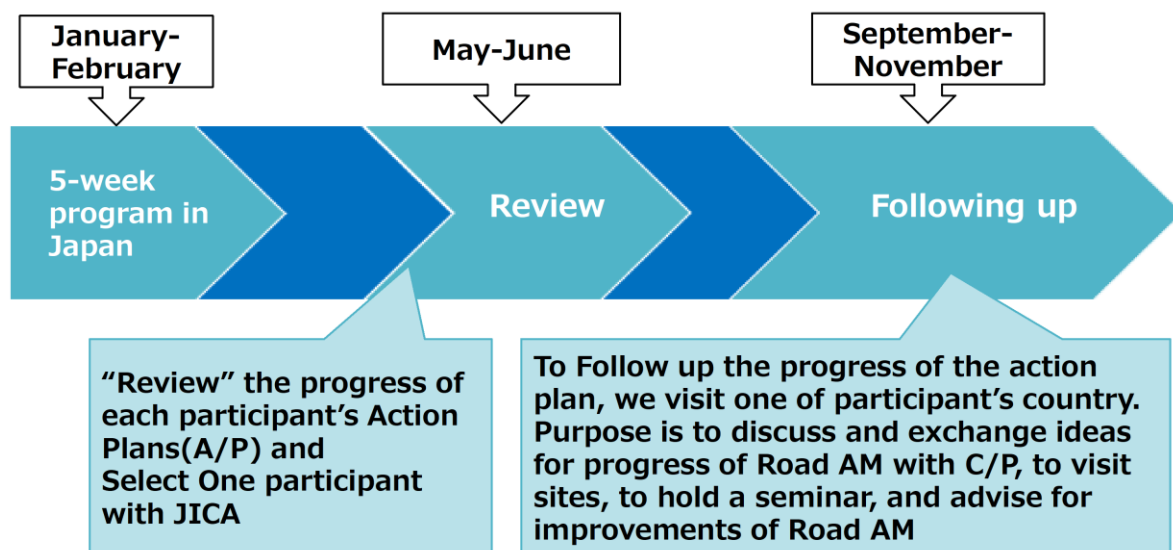 January-
February
May-June
September-
November
5-week
program in
Japan
Review
Following up
“Review” the progress of
each participant’s Action
Plans(A/P) and
Select One participant
with JICA
To Follow up the progress of the action
plan, we visit one of participant’s country.
Purpose is to discuss and exchange ideas
for progress of Road AM with C/P, to visit
sites, to hold a seminar, and advise for
improvements of Road AM